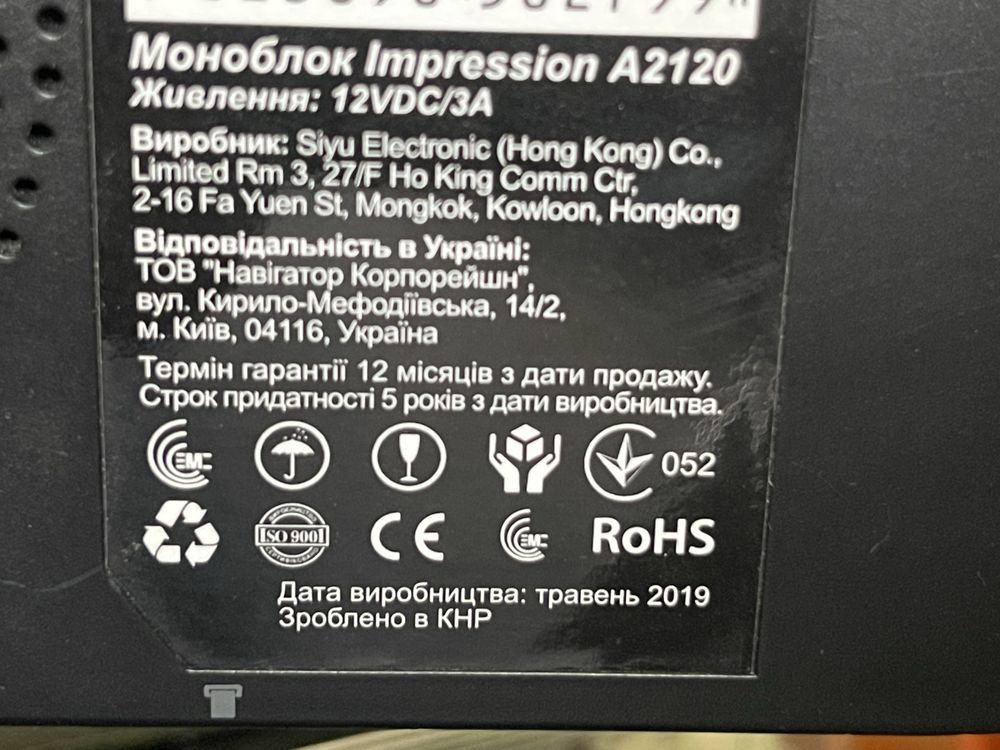 Моноблок Impression A2120
Живлення: 12VDC/3A
Виробник: Siyu Electronic (Hong Kong) Co.,
Limited Rm 3, 27/F Ho King Comm Ctr,
2-16 Fa Yuen St, Mongkok, Kowloon, Hongkong
Відповідальність в Україні:
ТОВ "Навігатор Корпорейшн",
вул. Кирило-Мефодіївська, 14/2,
м. Київ, 04116, Україна
Термін гарантії 12 місяців з дати продажу.
Строк придатності 5 років з дати виробництва.
EMC 052
ISO 9001 CE EMC RoHS
Дата виробництва: травень 2019
Зроблено в КНР